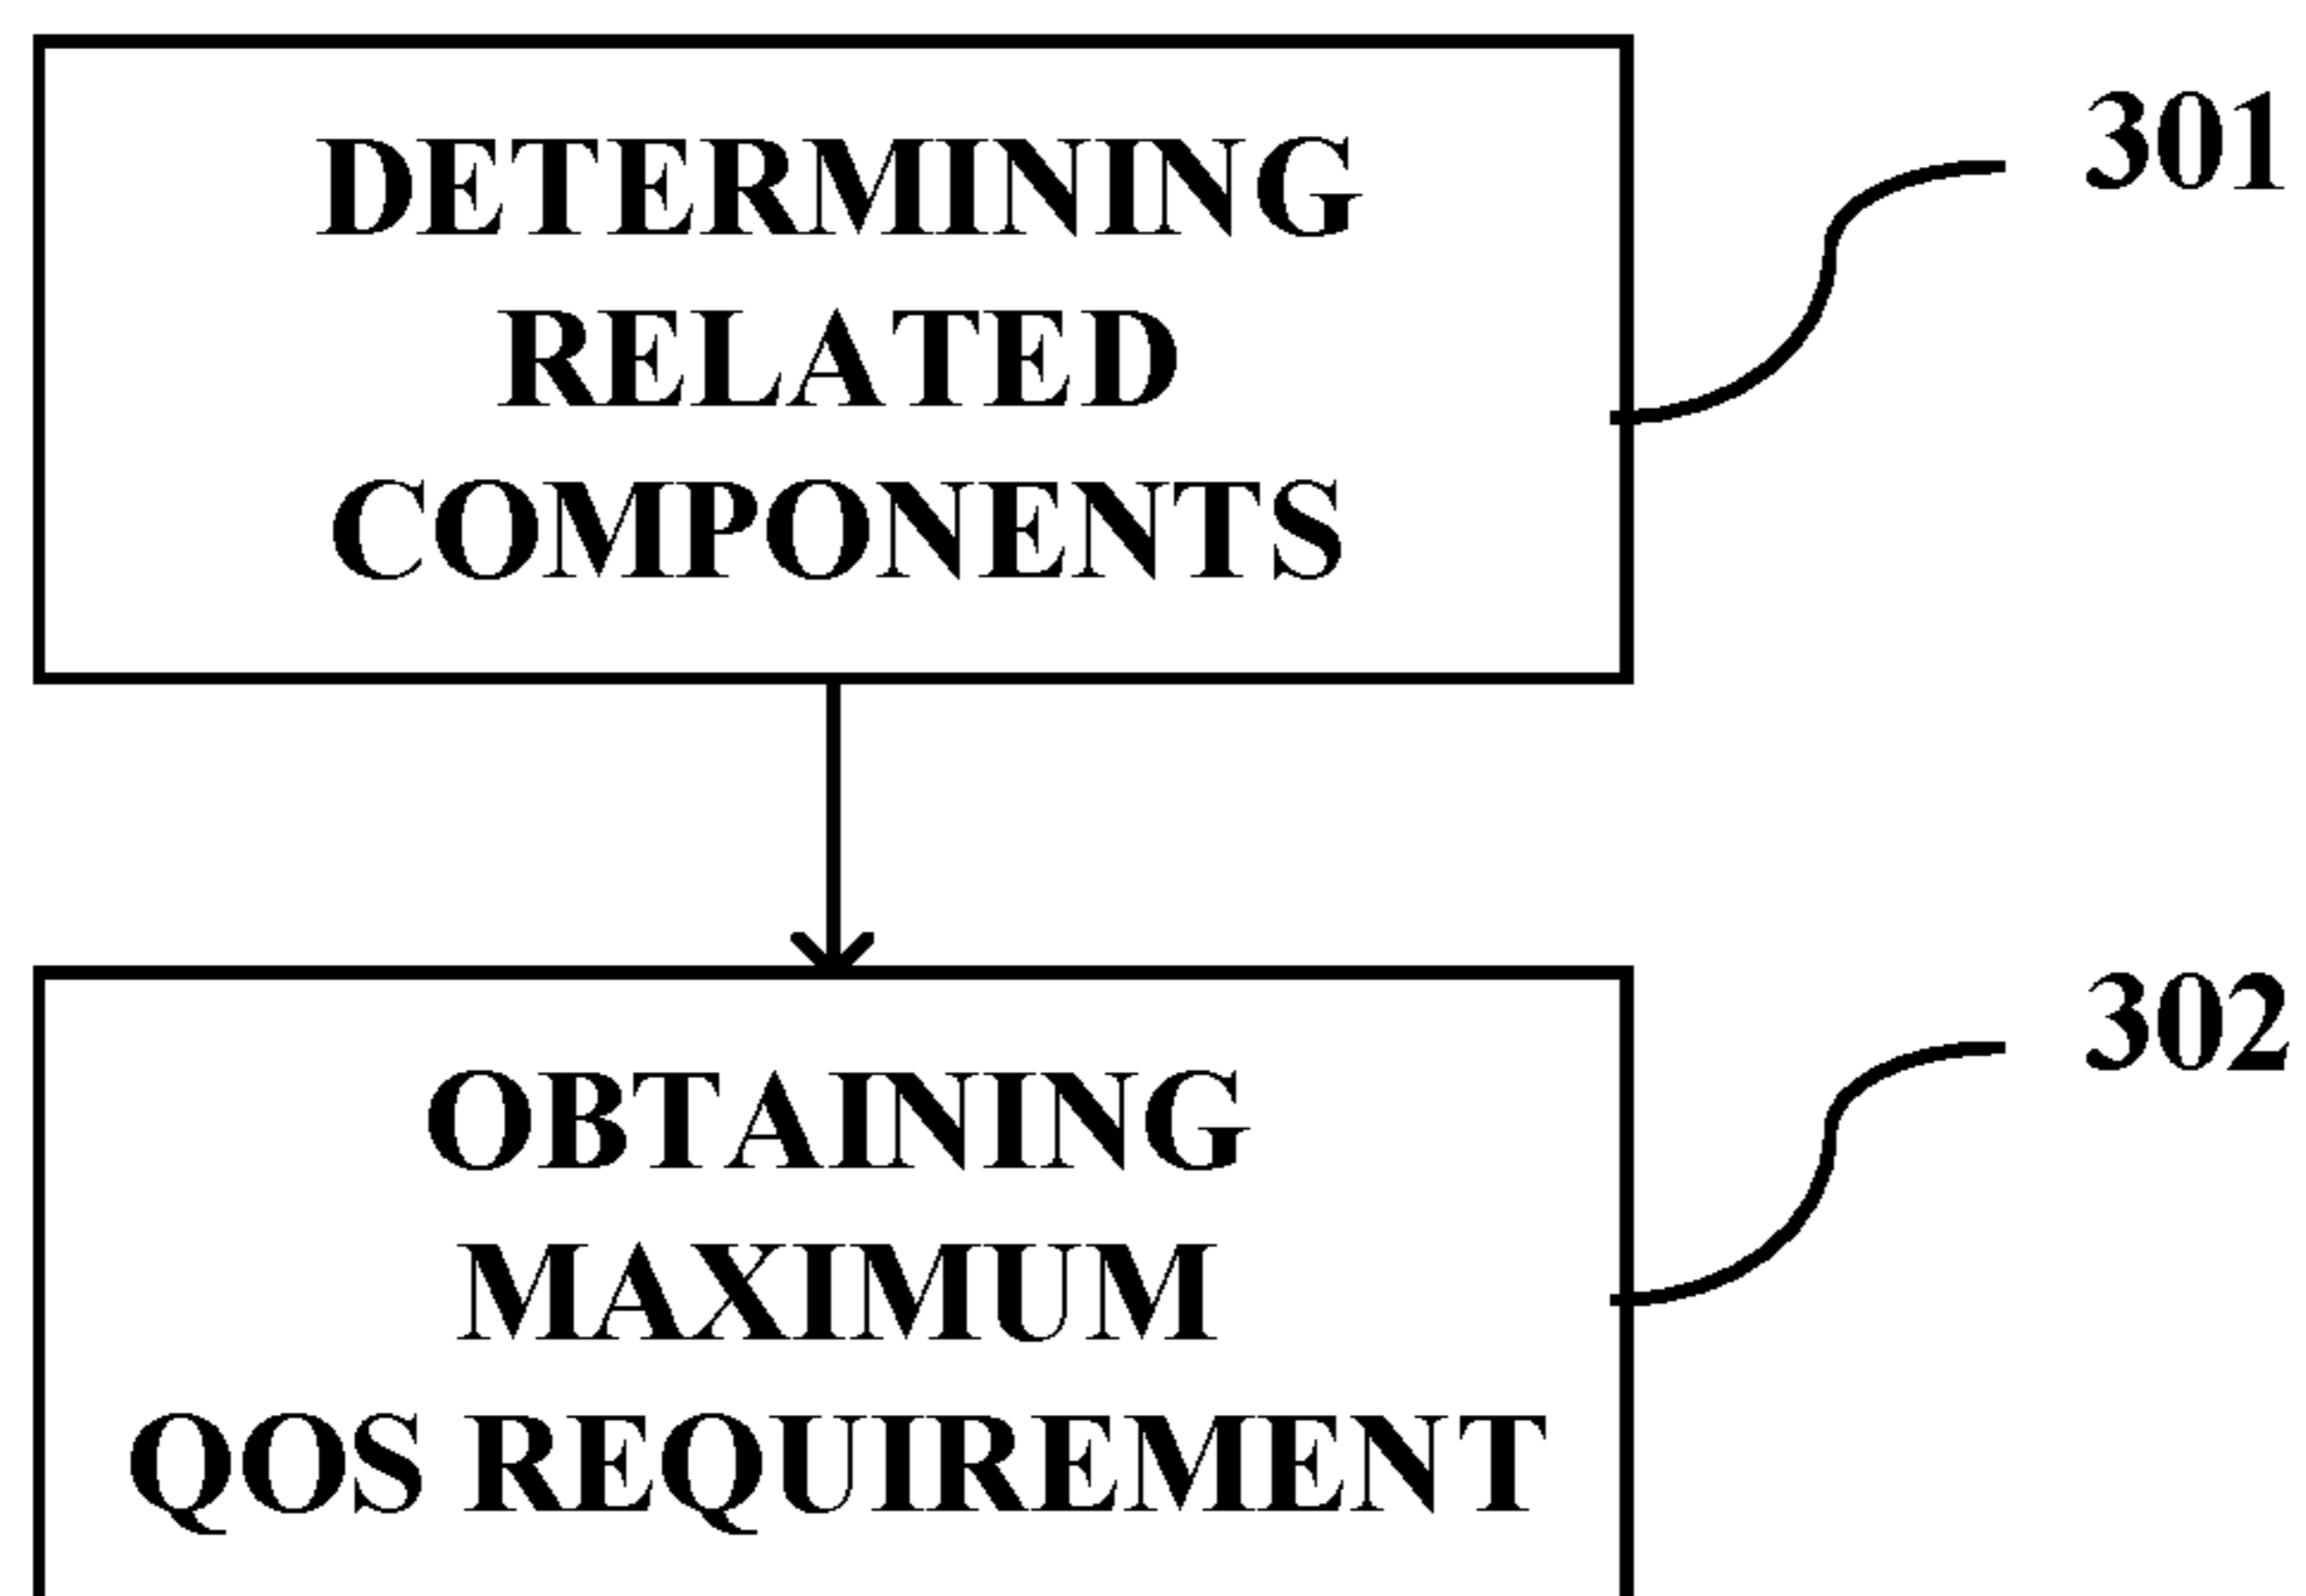 DETERMINING
RELATED
COMPONENTS
301
OBTAINING
MAXIMUM
QOS REQUIREMENT
302